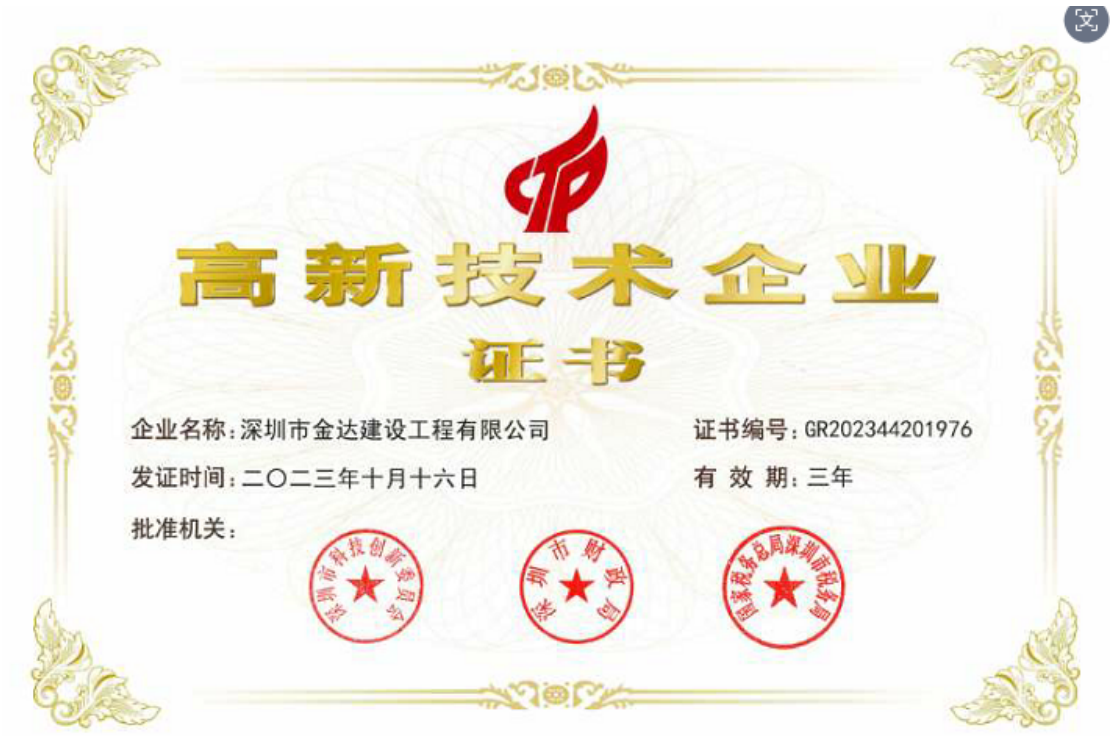 高新技术企业
证书
企业名称:深圳市金达建设工程有限公司
证书编号:GR202344201976
发证时间:二〇二三年十月十六日
有效期:三年
批准机关:
深圳市科技创新委员会
深圳市财政局
国家税务总局深圳市税务局